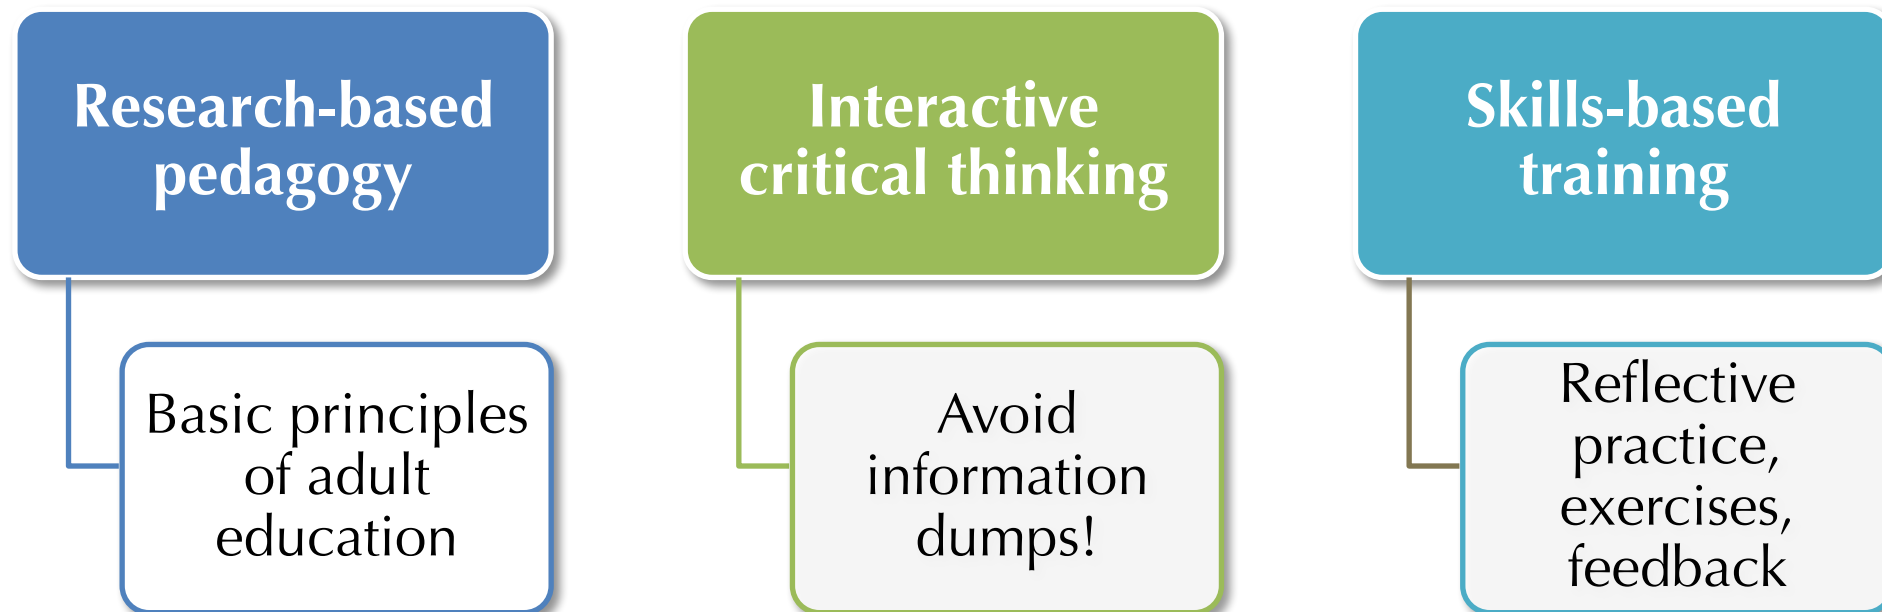 Research-based
pedagogy
Basic principles
of adult
education
Interactive
critical thinking
Avoid
information
dumps!
Skills-based
training
Reflective
practice,
exercises,
feedback